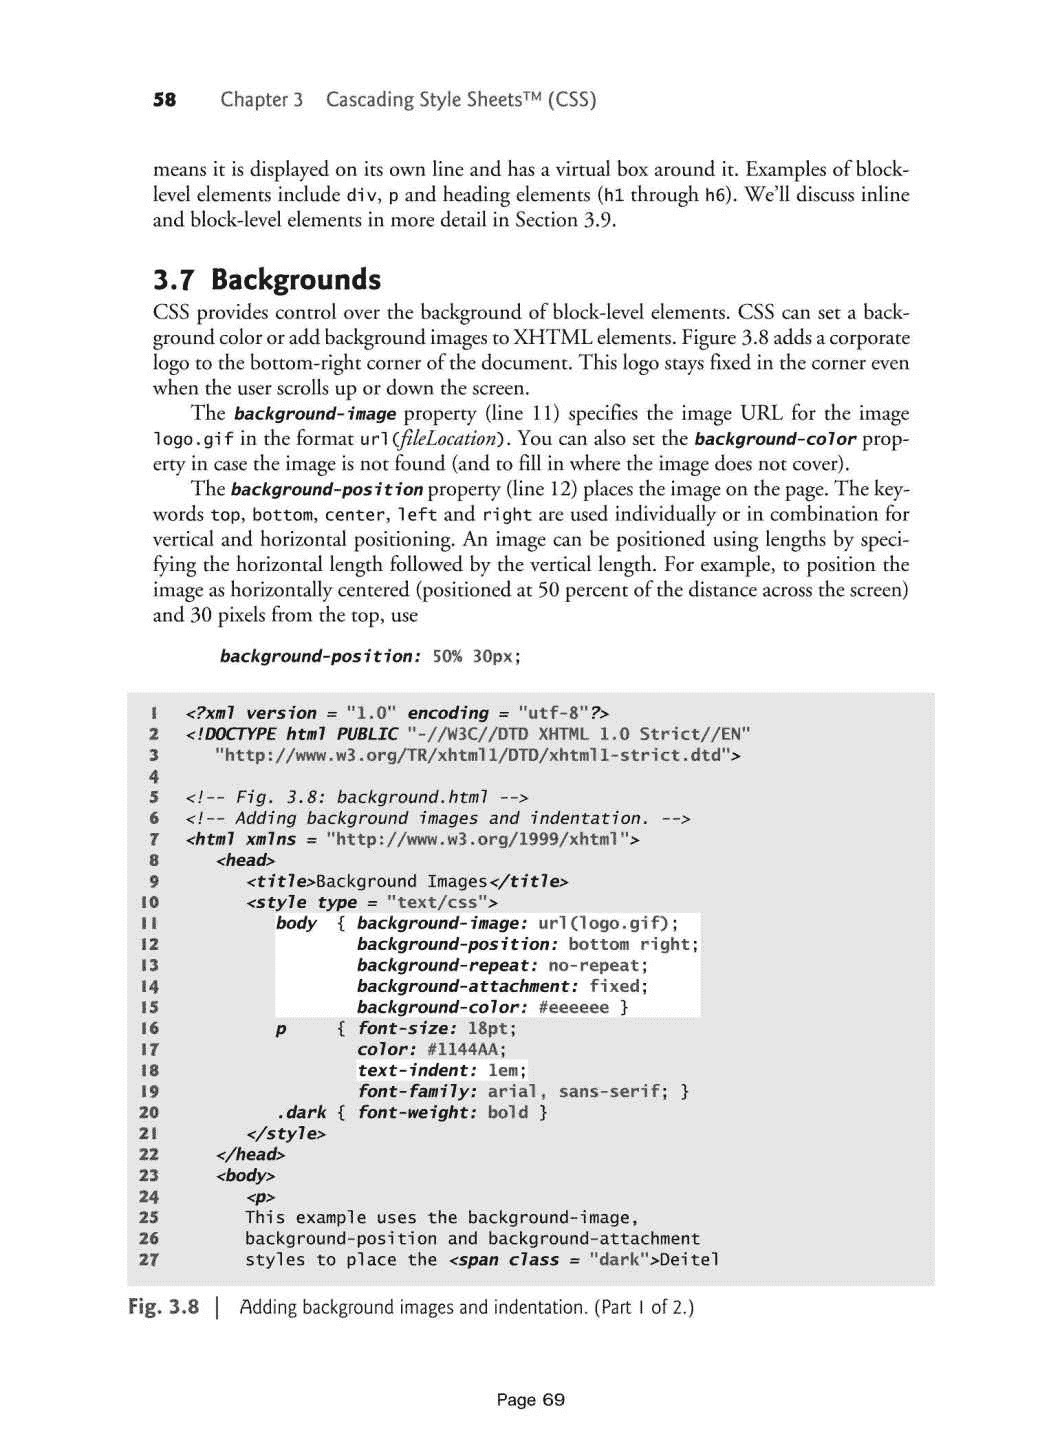 58 Chapter 3 Cascading Style Sheets™ (CSS)
means it is displayed on its own line and has a virtual box around it. Examples of block-
level elements include div, p and heading elements (h1 through h6). We'll discuss inline
and block-level elements in more detail in Section 3.9.
3.7 Backgrounds
CSS provides control over the background of block-level elements. CSS can set a back-
ground color or add background images to XHTML elements. Figure 3.8 adds a corporate
logo to the bottom-right corner of the document. This logo stays fixed in the corner even
when the user scrolls up or down the screen.
The background-image property (line 11) specifies the image URL for the image
logo.gif in the format url(fileLocation). You can also set the background-color prop-
erty in case the image is not found (and to fill in where the image does not cover).
The background-position property (line 12) places the image on the page. The key-
words top, bottom, center, left and right are used individually or in combination for
vertical and horizontal positioning. An image can be positioned using lengths by speci-
fying the horizontal length followed by the vertical length. For example, to position the
image as horizontally centered (positioned at 50 percent of the distance across the screen)
and 30 pixels from the top, use
background-position: 50% 30px;
1 <?xml version = "1.0" encoding = "utf-8"?>
2 <!DOCTYPE html PUBLIC "-//W3C//DTD XHTML 1.0 Strict//EN"
3 "http://www.w3.org/TR/xhtml1/DTD/xhtml1-strict.dtd">
4
5 <!-- Fig. 3.8: background.html -->
6 <!-- Adding background images and indentation. -->
7 <html xmlns = "http://www.w3.org/1999/xhtml">
8 <head>
9 <title>Background Images</title>
10 <style type = "text/css">
11 body { background-image: url(logo.gif);
12 background-position: bottom right;
13 background-repeat: no-repeat;
14 background-attachment: fixed;
15 background-color: #eeeeee }
16 p { font-size: 18pt;
17 color: #1144AA;
18 text-indent: 1em;
19 font-family: arial, sans-serif; }
20 .dark { font-weight: bold }
21 </style>
22 </head>
23 <body>
24 <p>
25 This example uses the background-image,
26 background-position and background-attachment
27 styles to place the <span class = "dark">Deitel
Fig. 3.8 | Adding background images and indentation. (Part 1 of 2.)
Page 69